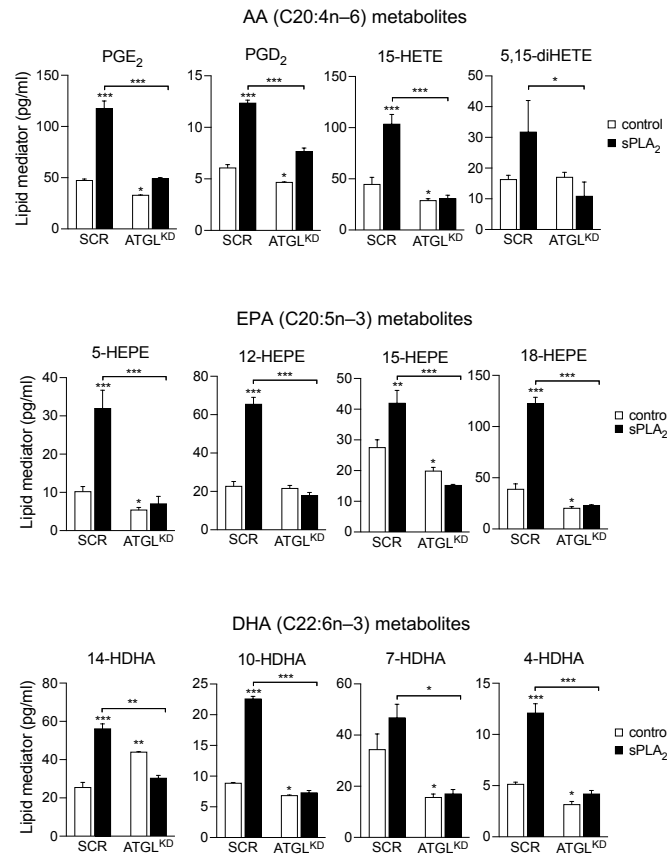 AA (C20:4n–6) metabolites
PGE2 PGD2 15-HETE 5,15-diHETE
Lipid mediator (pg/ml)
150 100 50 0
*** *** *
SCR ATGLKD
15 10 5 0
*** *** *
SCR ATGLKD
150 100 50 0
*** *** *
SCR ATGLKD
50 40 30 20 10 0
*
SCR ATGLKD
control
sPLA2
EPA (C20:5n–3) metabolites
5-HEPE 12-HEPE 15-HEPE 18-HEPE
Lipid mediator (pg/ml)
40 30 20 10 0
*** *** *
SCR ATGLKD
80 60 40 20 0
*** ***
SCR ATGLKD
50 40 30 20 10 0
** *** *
SCR ATGLKD
150 100 50 0
*** *** *
SCR ATGLKD
control
sPLA2
DHA (C22:6n–3) metabolites
14-HDHA 10-HDHA 7-HDHA 4-HDHA
Lipid mediator (pg/ml)
80 60 40 20 0
*** ** **
SCR ATGLKD
25 20 15 10 5 0
*** *** *
SCR ATGLKD
60 40 20 0
* *
SCR ATGLKD
15 10 5 0
*** *** *
SCR ATGLKD
control
sPLA2